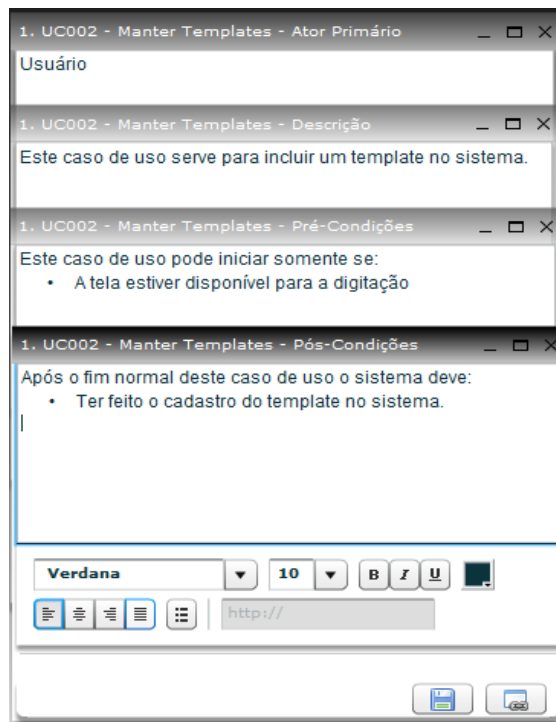 1. UC002 - Manter Templates - Ator Primário
Usuário
1. UC002 - Manter Templates - Descrição
Este caso de uso serve para incluir um template no sistema.
1. UC002 - Manter Templates - Pré-Condições
Este caso de uso pode iniciar somente se:
• A tela estiver disponível para a digitação
1. UC002 - Manter Templates - Pós-Condições
Após o fim normal deste caso de uso o sistema deve:
• Ter feito o cadastro do template no sistema.
Verdana 10 B I U
http://